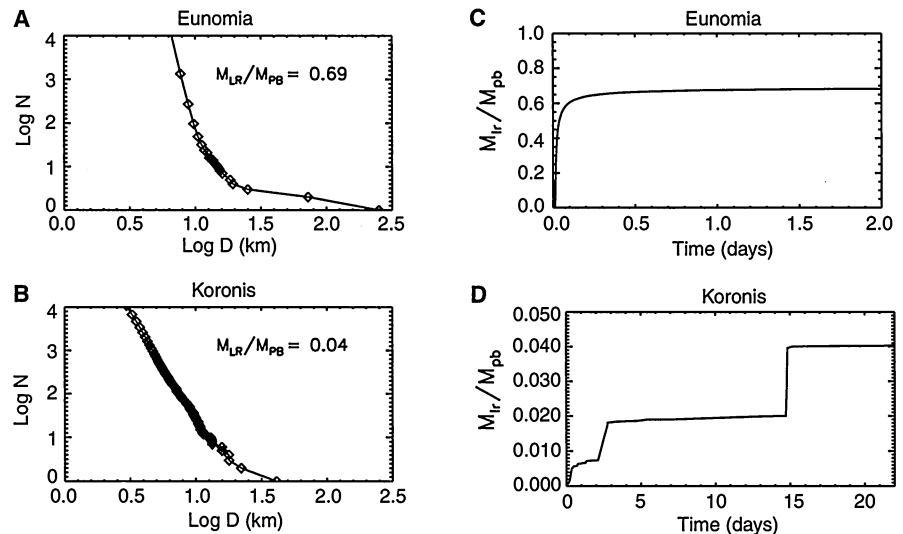 A
Eunomia
4
3
2
1
0
Log N
M_LR/M_PB = 0.69
0.0 0.5 1.0 1.5 2.0 2.5
Log D (km)
C
Eunomia
1.0
0.8
0.6
0.4
0.2
0.0
M_lr/M_pb
0.0 0.5 1.0 1.5 2.0
Time (days)
B
Koronis
4
3
2
1
0
Log N
M_LR/M_PB = 0.04
0.0 0.5 1.0 1.5 2.0 2.5
Log D (km)
D
Koronis
0.050
0.040
0.030
0.020
0.010
0.000
M_lr/M_pb
0 5 10 15 20
Time (days)